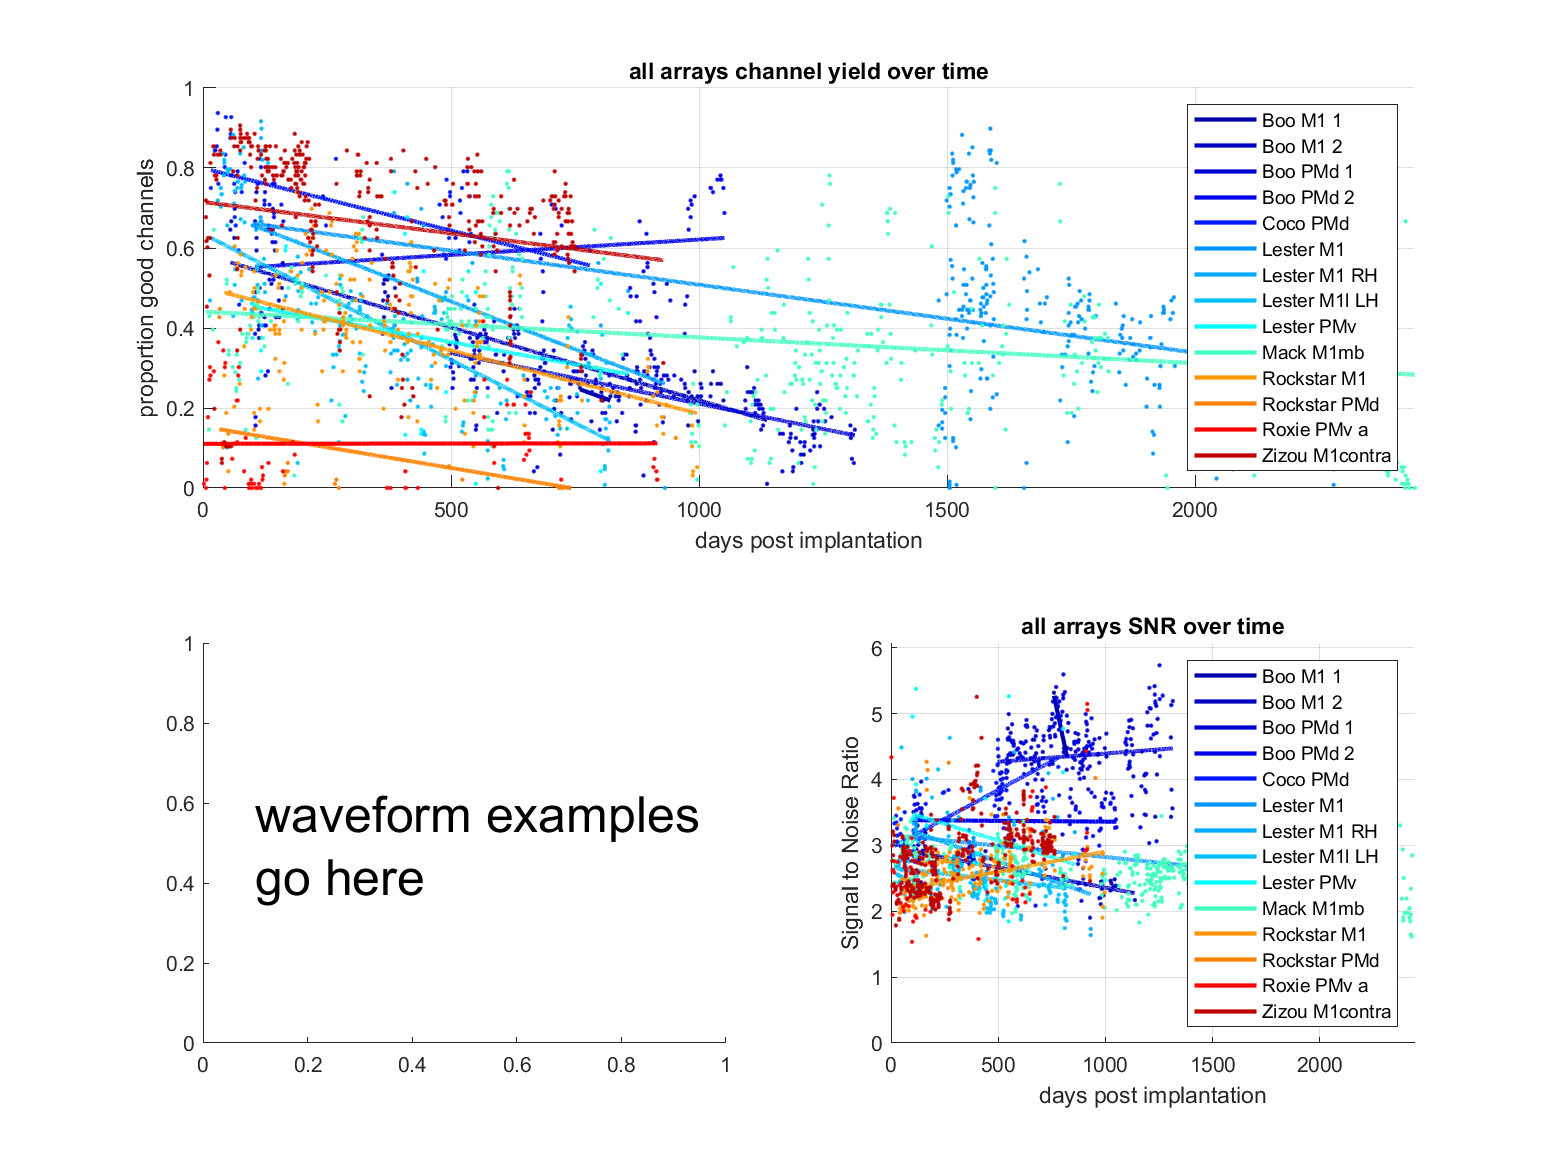 all arrays channel yield over time
1
0.8
0.6
0.4
0.2
0
proportion good channels
0
500
1000
1500
2000
days post implantation
Boo M1 1
Boo M1 2
Boo PMd 1
Boo PMd 2
Coco PMd
Lester M1
Lester M1 RH
Lester M1l LH
Lester PMv
Mack M1mb
Rockstar M1
Rockstar PMd
Roxie PMv a
Zizou M1contra
1
0.8
0.6
0.4
0.2
0
waveform examples
go here
0
0.2
0.4
0.6
0.8
1
all arrays SNR over time
6
5
4
3
2
1
0
Signal to Noise Ratio
0
500
1000
1500
2000
days post implantation
Boo M1 1
Boo M1 2
Boo PMd 1
Boo PMd 2
Coco PMd
Lester M1
Lester M1 RH
Lester M1l LH
Lester PMv
Mack M1mb
Rockstar M1
Rockstar PMd
Roxie PMv a
Zizou M1contra